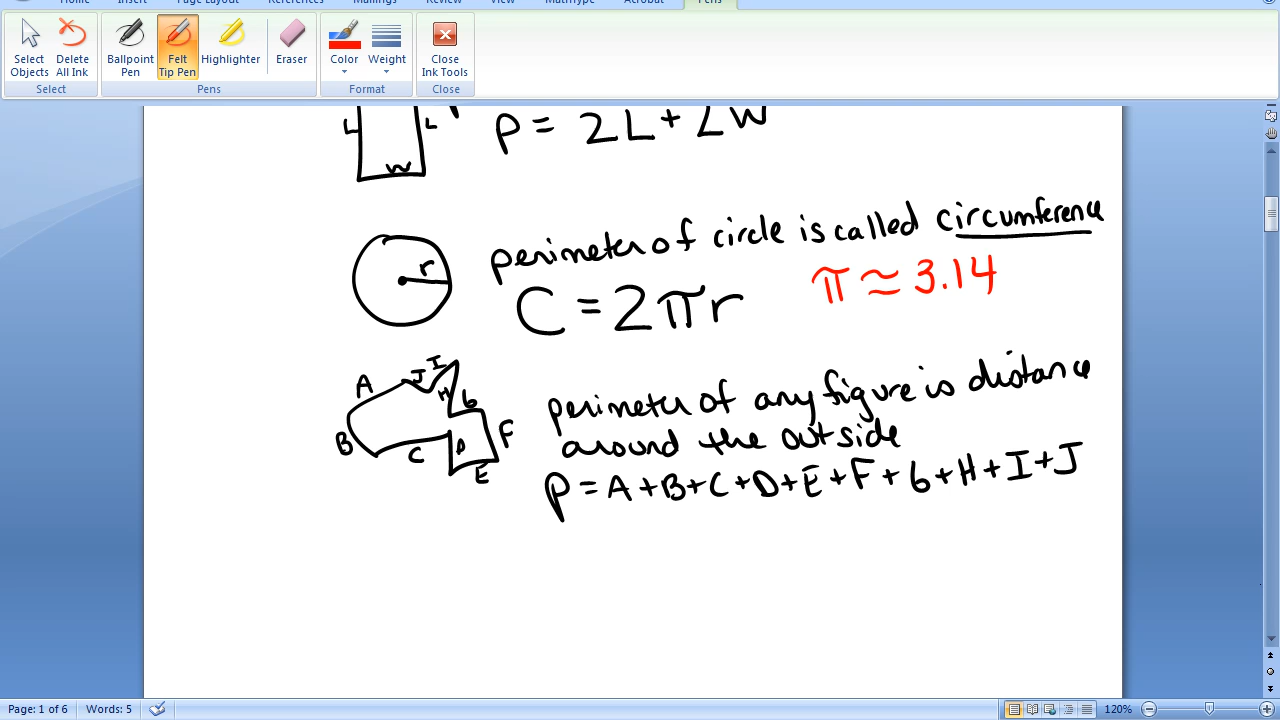 Home Insert Page Layout References Mailings Review View MathType Acrobat Pens
Select Objects
Delete All Ink
Ballpoint Pen
Felt Tip Pen
Highlighter
Eraser
Color
Weight
Close Ink Tools
Select
Pens
Format
Close
L
L
W
P = 2L + 2W
r
perimeter of circle is called circumference
C = 2πr
π ≈ 3.14
A
B
C
D
E
F
G
H
I
J
perimeter of any figure is distance
around the outside
P = A + B + C + D + E + F + G + H + I + J
Page: 1 of 6
Words: 5
120%